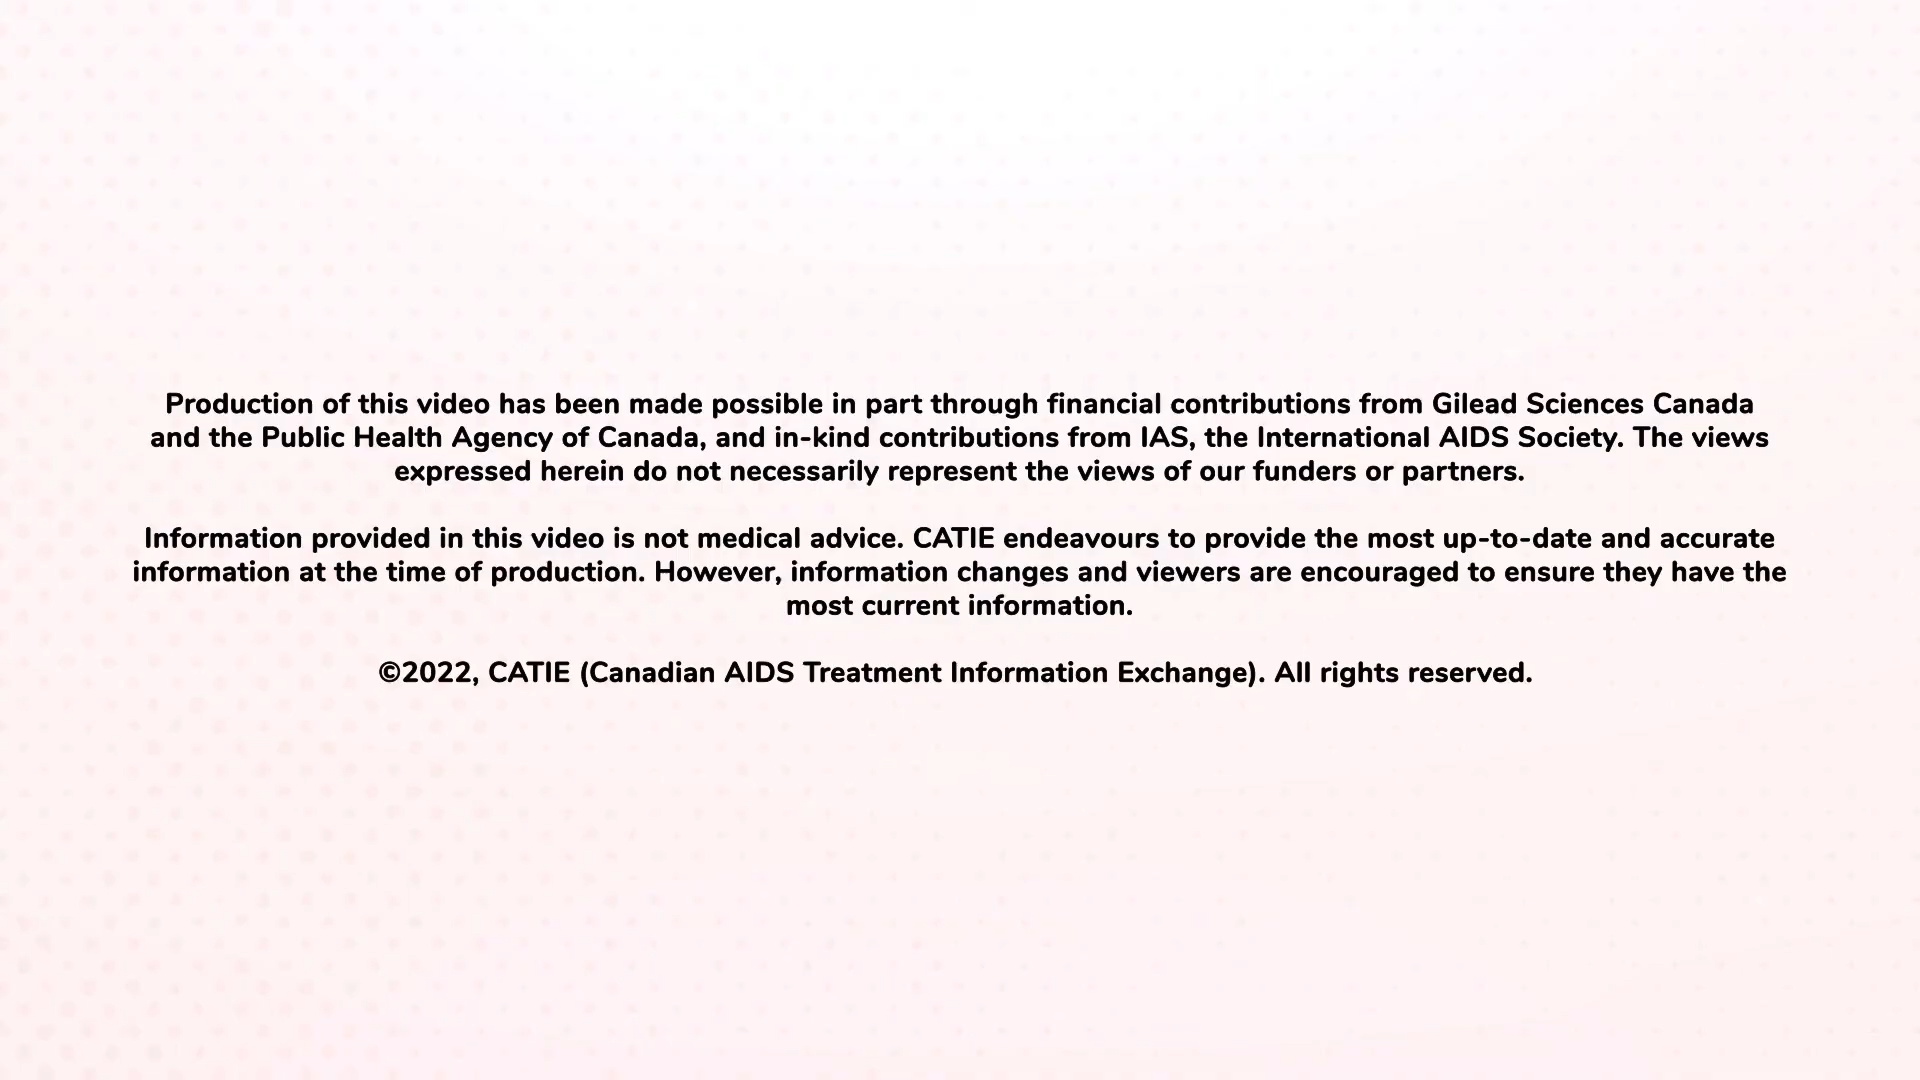 Production of this video has been made possible in part through financial contributions from Gilead Sciences Canada
and the Public Health Agency of Canada, and in-kind contributions from IAS, the International AIDS Society. The views
expressed herein do not necessarily represent the views of our funders or partners.
Information provided in this video is not medical advice. CATIE endeavours to provide the most up-to-date and accurate
information at the time of production. However, information changes and viewers are encouraged to ensure they have the
most current information.
©2022, CATIE (Canadian AIDS Treatment Information Exchange). All rights reserved.